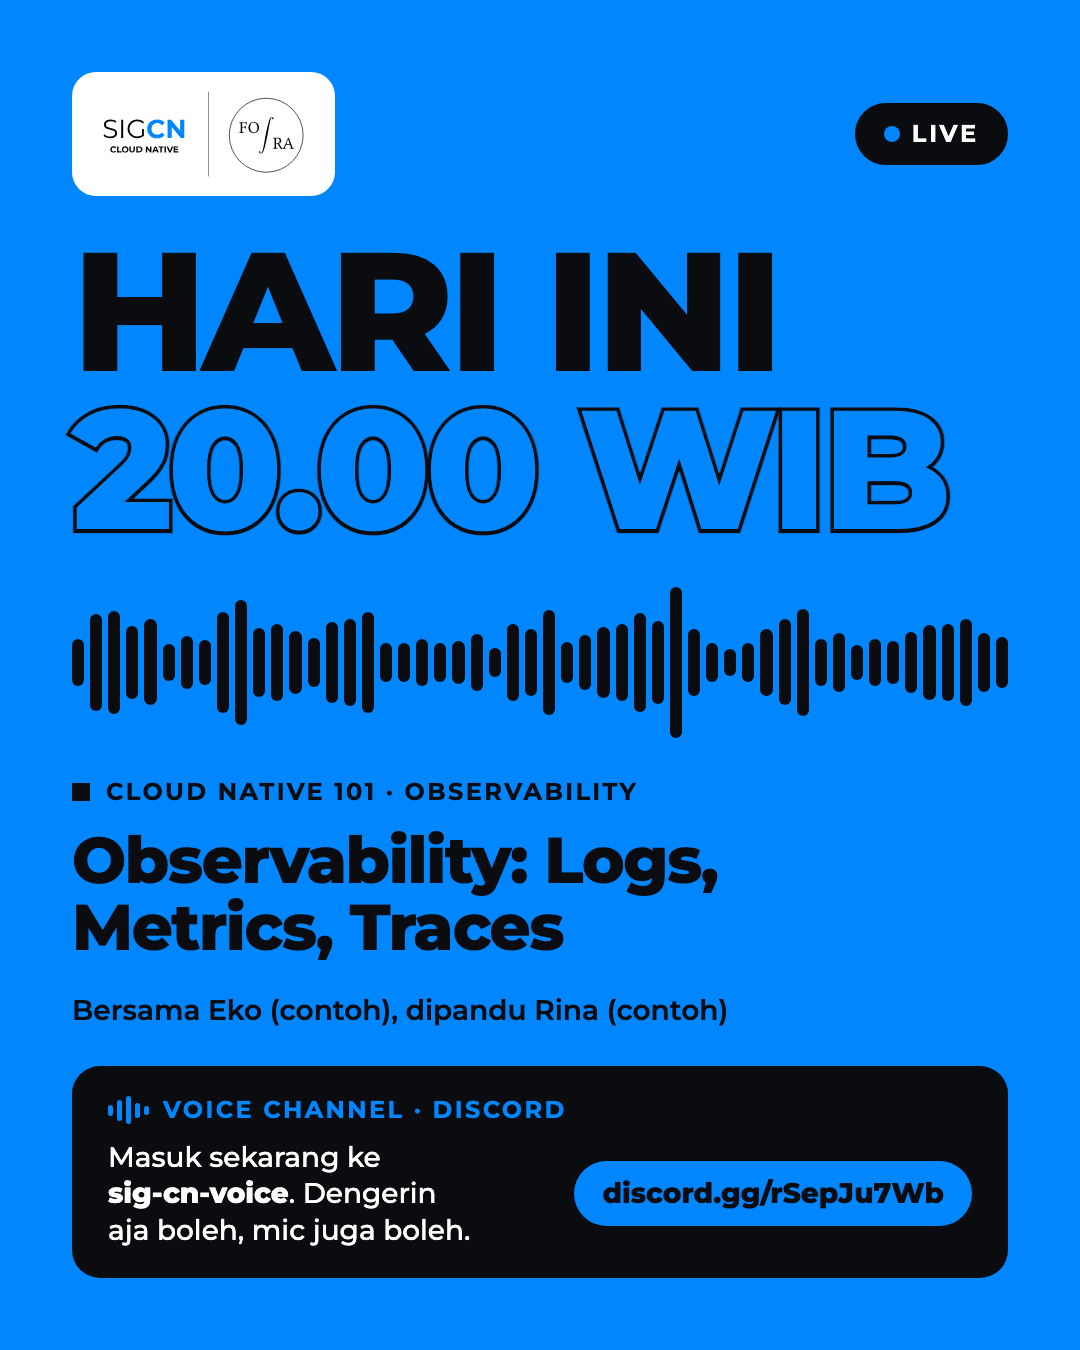 SIGCN
CLOUD NATIVE
FO
RA
LIVE
HARI INI
20.00 WIB
CLOUD NATIVE 101 · OBSERVABILITY
Observability: Logs,
Metrics, Traces
Bersama Eko (contoh), dipandu Rina (contoh)
VOICE CHANNEL · DISCORD
Masuk sekarang ke
sig-cn-voice. Dengerin
aja boleh, mic juga boleh.
discord.gg/rSepJu7Wb